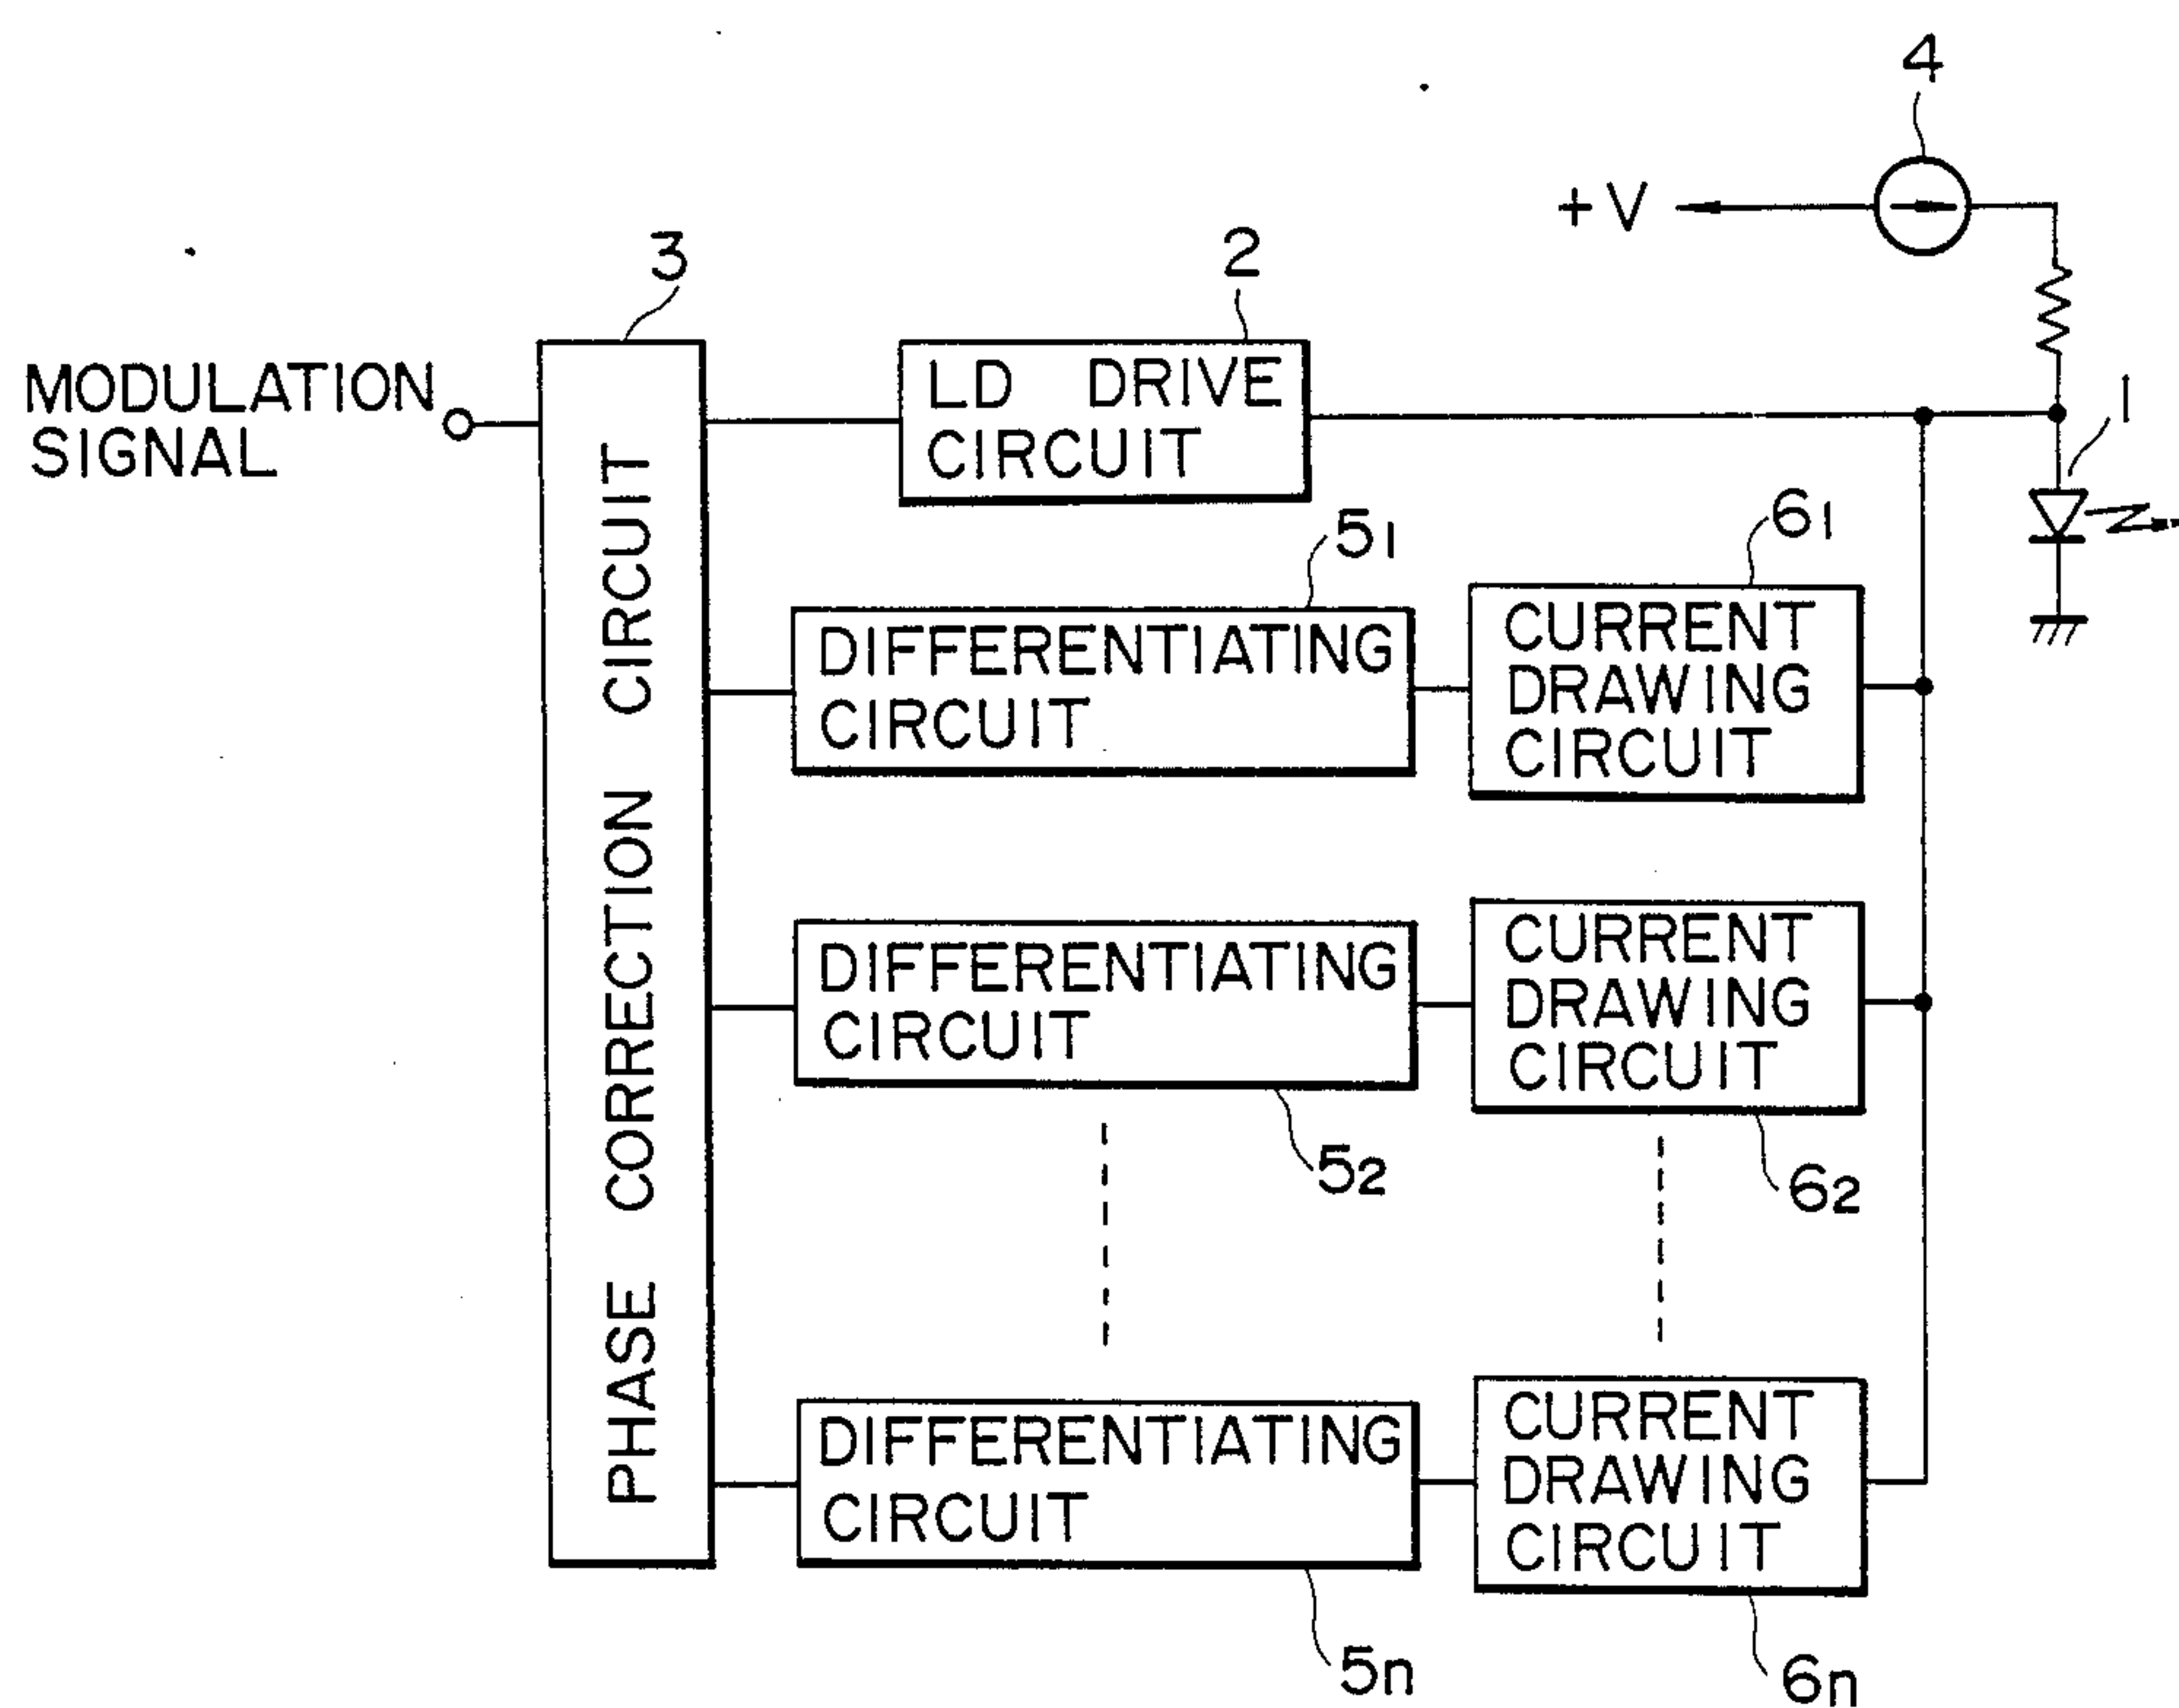 4
+V
3
2
MODULATION
SIGNAL
LD DRIVE
CIRCUIT
1
PHASE CORRECTION CIRCUIT
51
61
DIFFERENTIATING
CIRCUIT
CURRENT
DRAWING
CIRCUIT
DIFFERENTIATING
CIRCUIT
CURRENT
DRAWING
CIRCUIT
52
62
DIFFERENTIATING
CIRCUIT
CURRENT
DRAWING
CIRCUIT
5n
6n